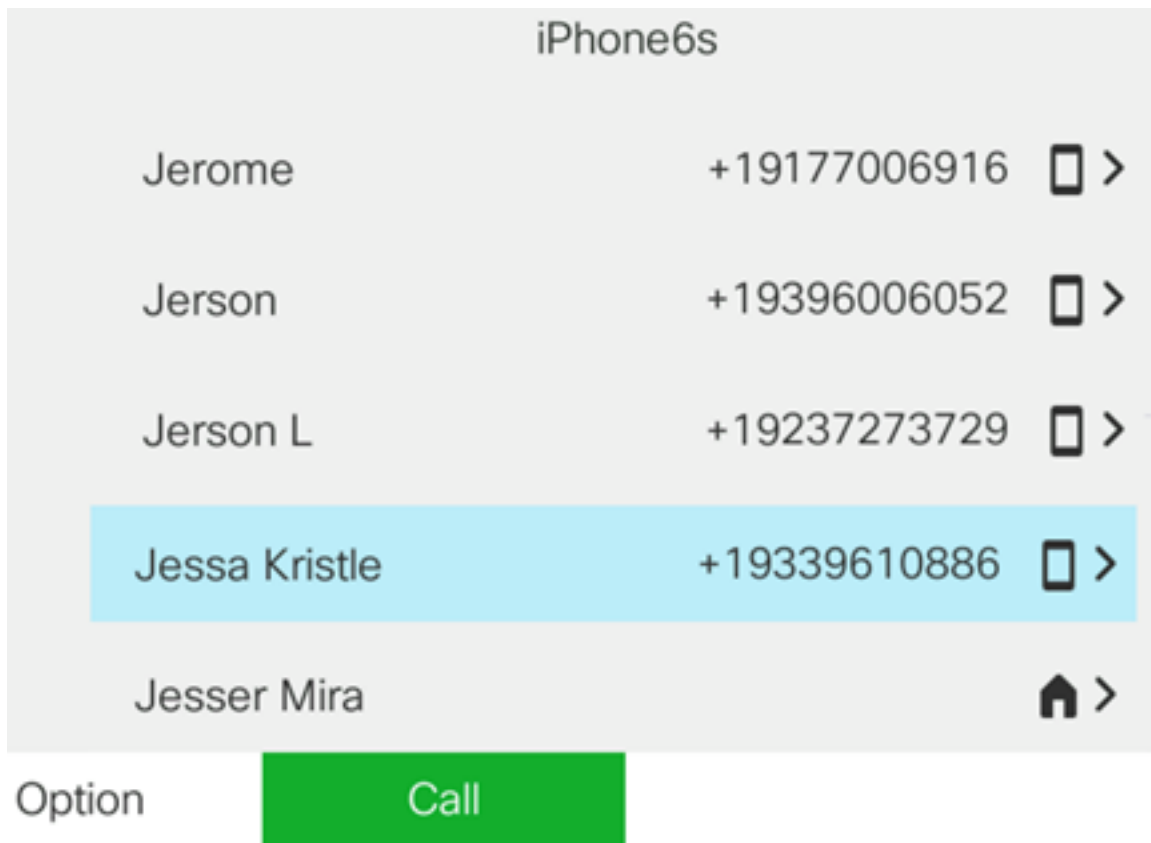 iPhone6s
Jerome +19177006916
Jerson +19396006052
Jerson L +19237273729
Jessa Kristle +19339610886
Jesser Mira
Option Call